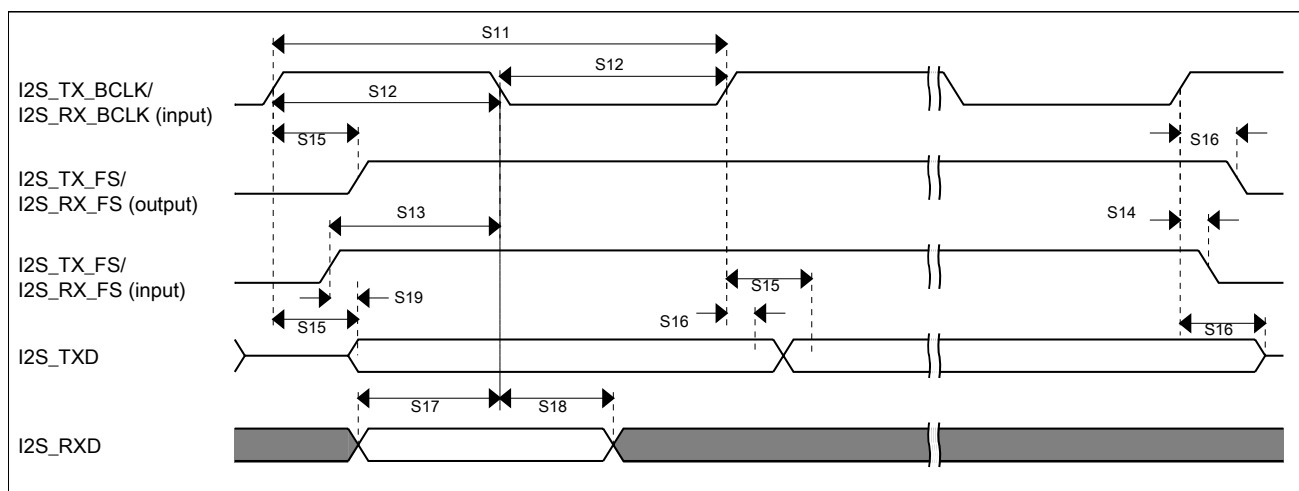 S11
S12
I2S_TX_BCLK/
I2S_RX_BCLK (input)
S12
S15
S16
I2S_TX_FS/
I2S_RX_FS (output)
S13
S14
I2S_TX_FS/
I2S_RX_FS (input)
S15
S19
S15
S16
S16
I2S_TXD
S17
S18
I2S_RXD